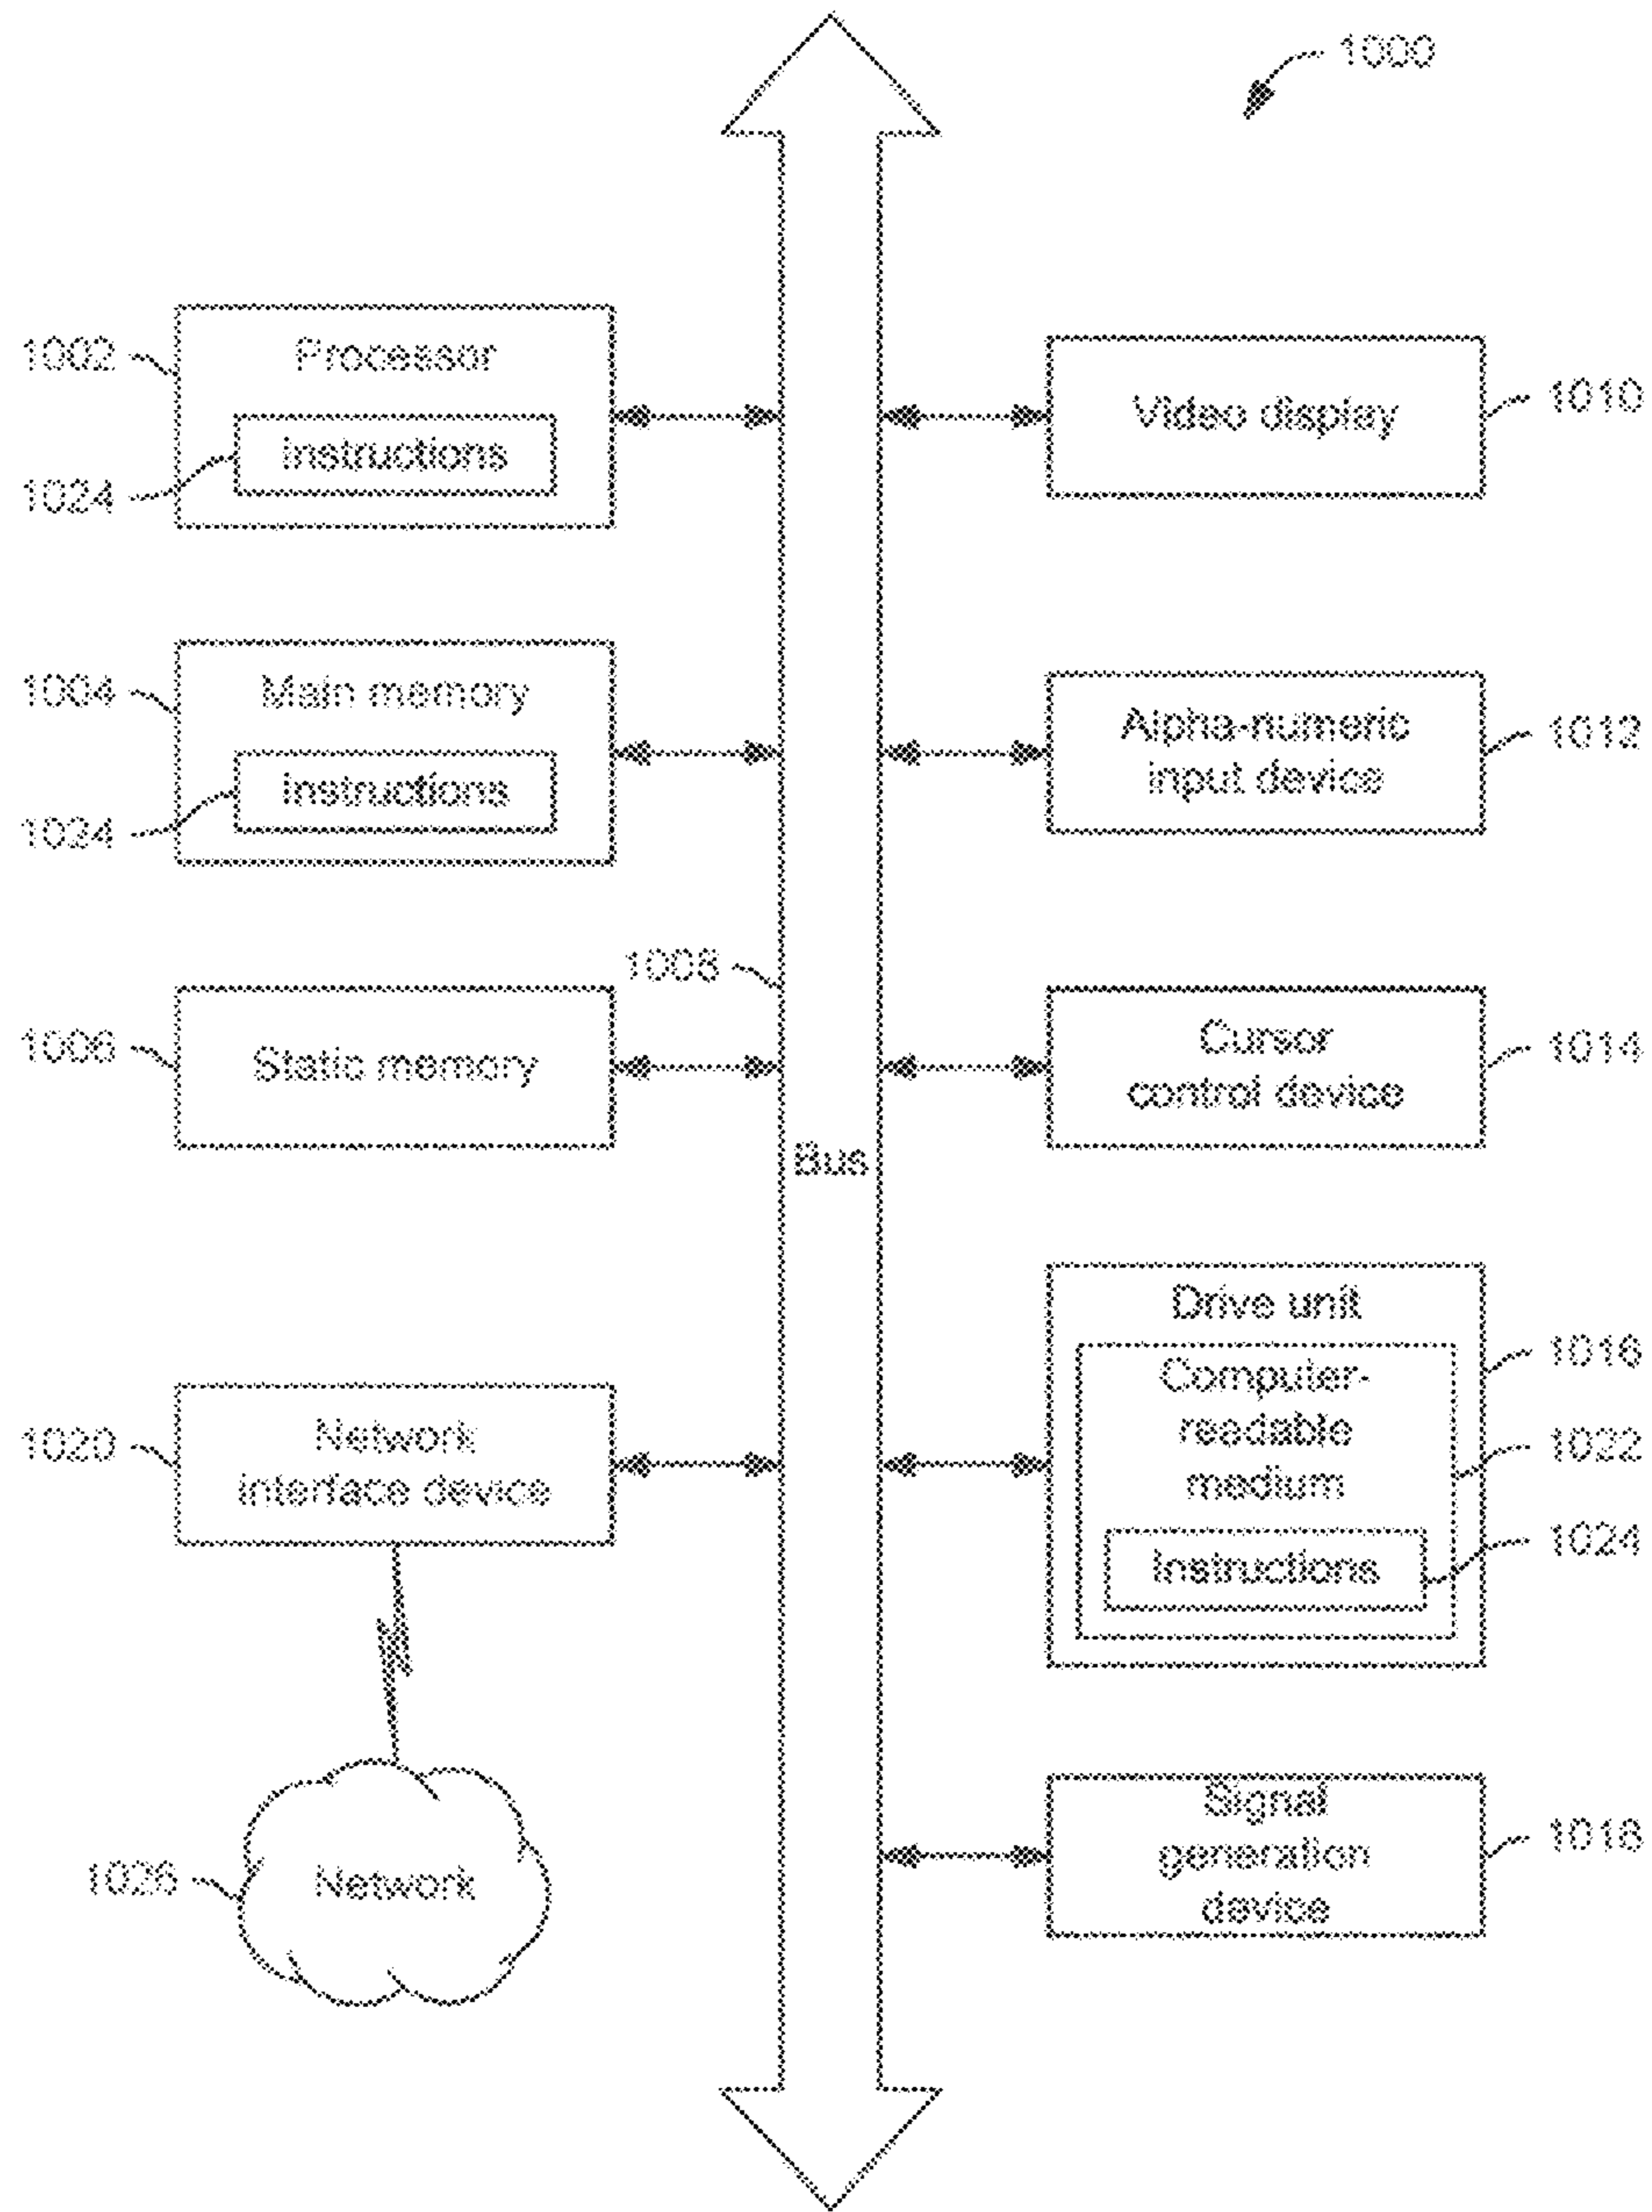 1000
1002
Processor
Instructions
1024
1004
Main memory
Instructions
1024
1008
1006
Static memory
Bus
1020
Network
interface device
1026
Network
Video display
1010
Alpha-numeric
input device
1012
Cursor
control device
1014
Drive unit
1016
Computer-
readable
medium
1022
Instructions
1024
Signal
generation
device
1018